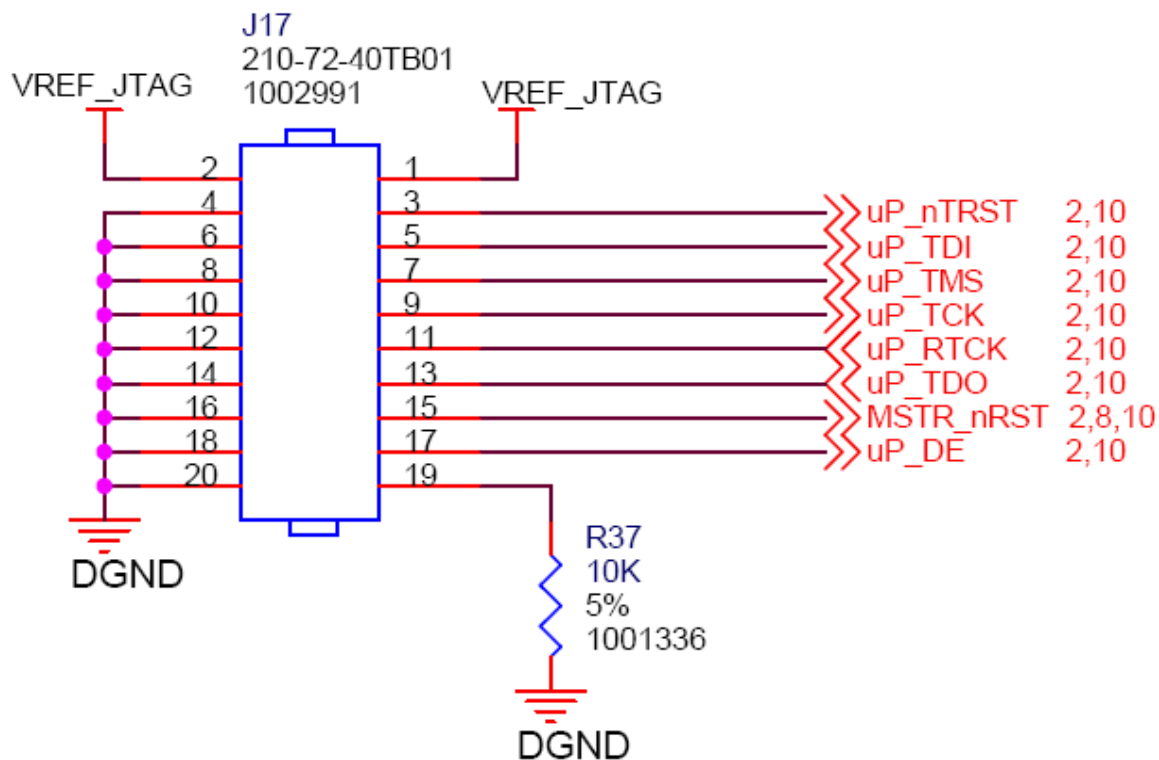 J17
210-72-40TB01
1002991
VREF_JTAG
VREF_JTAG
2 1
4 3 uP_nTRST 2,10
6 5 uP_TDI 2,10
8 7 uP_TMS 2,10
10 9 uP_TCK 2,10
12 11 uP_RTCK 2,10
14 13 uP_TDO 2,10
16 15 MSTR_nRST 2,8,10
18 17 uP_DE 2,10
20 19
DGND
R37
10K
5%
1001336
DGND